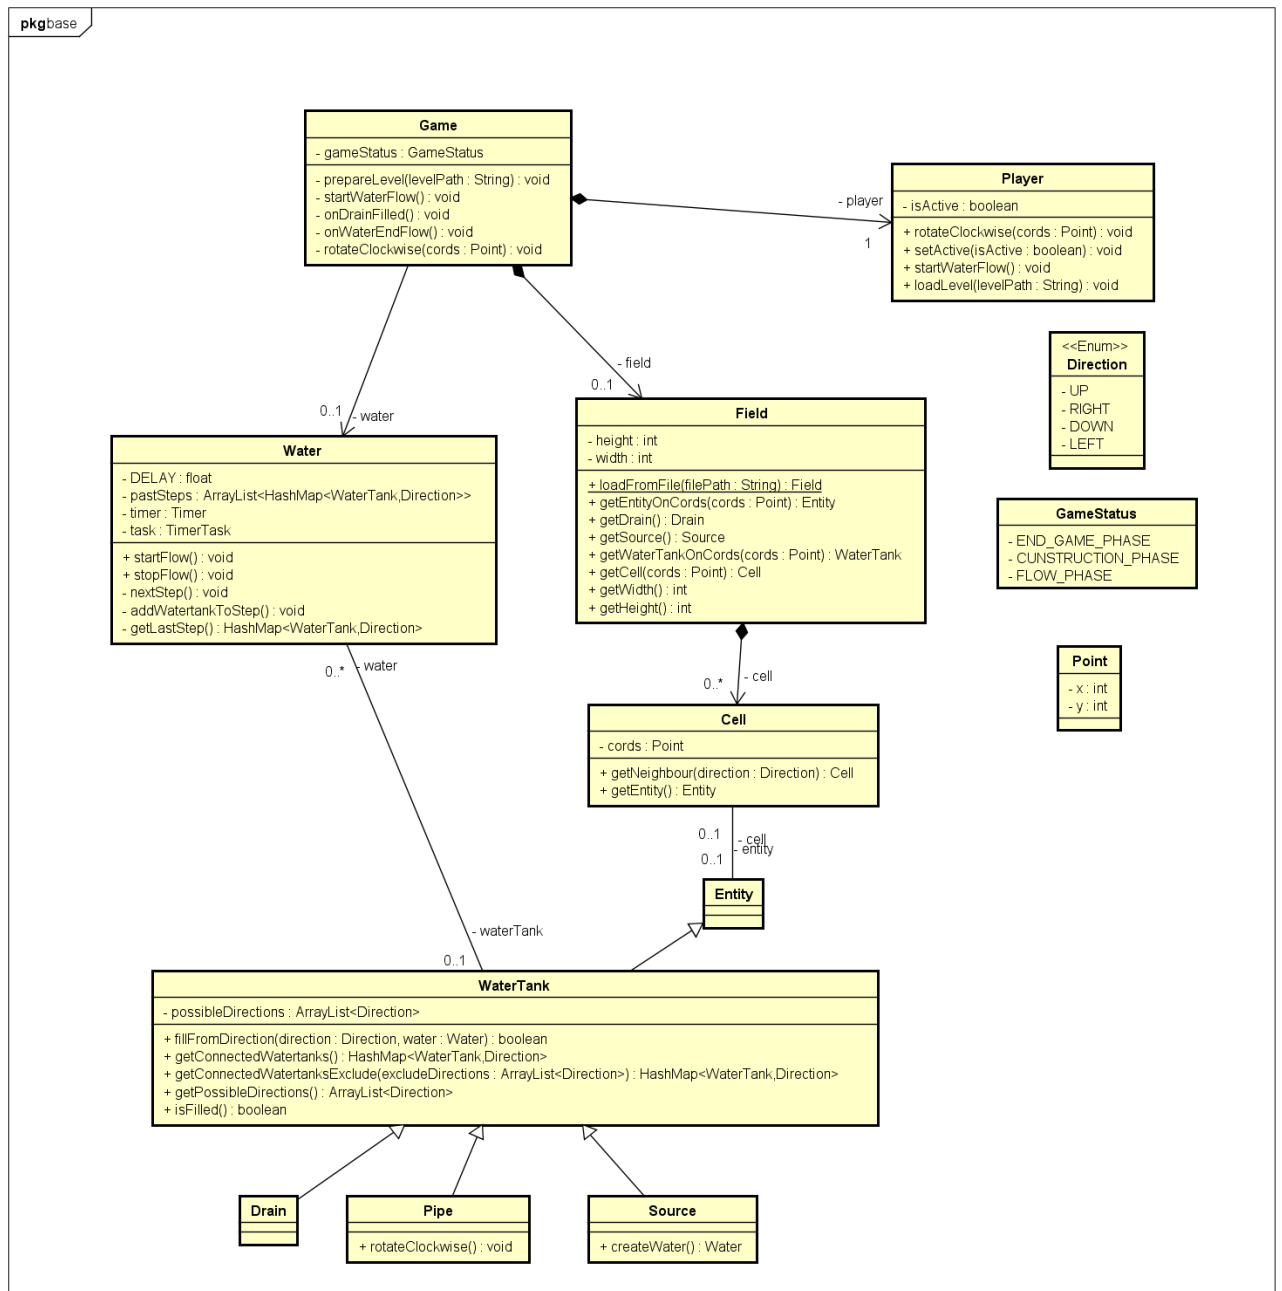 pkg base
Game
- gameStatus : GameStatus
- prepareLevel(levelPath : String) : void
- startWaterFlow() : void
- onDrainFilled() : void
- onWaterEndFlow() : void
- rotateClockwise(cords : Point) : void
- player
1
Player
- isActive : boolean
+ rotateClockwise(cords : Point) : void
+ setActive(isActive : boolean) : void
+ startWaterFlow() : void
+ loadLevel(levelPath : String) : void
<<Enum>>
Direction
- UP
- RIGHT
- DOWN
- LEFT
- field
0..1
0..1
- water
Field
- height : int
- width : int
+ loadFromFile(filePath : String) : Field
+ getEntityOnCords(cords : Point) : Entity
+ getDrain() : Drain
+ getSource() : Source
+ getWaterTankOnCords(cords : Point) : WaterTank
+ getCell(cords : Point) : Cell
+ getWidth() : int
+ getHeight() : int
Water
- DELAY : float
- pastSteps : ArrayList<HashMap<WaterTank,Direction>>
- timer : Timer
- task : TimerTask
+ startFlow() : void
+ stopFlow() : void
- nextStep() : void
- addWatertankToStep() : void
- getLastStep() : HashMap<WaterTank,Direction>
GameStatus
- END_GAME_PHASE
- CUNSTRUCTION_PHASE
- FLOW_PHASE
0..*
- water
0..*
- cell
Point
- x : int
- y : int
Cell
- cords : Point
+ getNeighbour(direction : Direction) : Cell
+ getEntity() : Entity
0..1
- cell
- entity
0..1
Entity
- waterTank
0..1
WaterTank
- possibleDirections : ArrayList<Direction>
+ fillFromDirection(direction : Direction, water : Water) : boolean
+ getConnectedWatertanks() : HashMap<WaterTank,Direction>
+ getConnectedWatertanksExclude(excludeDirections : ArrayList<Direction>) : HashMap<WaterTank,Direction>
+ getPossibleDirections() : ArrayList<Direction>
+ isFilled() : boolean
Drain
Pipe
+ rotateClockwise() : void
Source
+ createWater() : Water